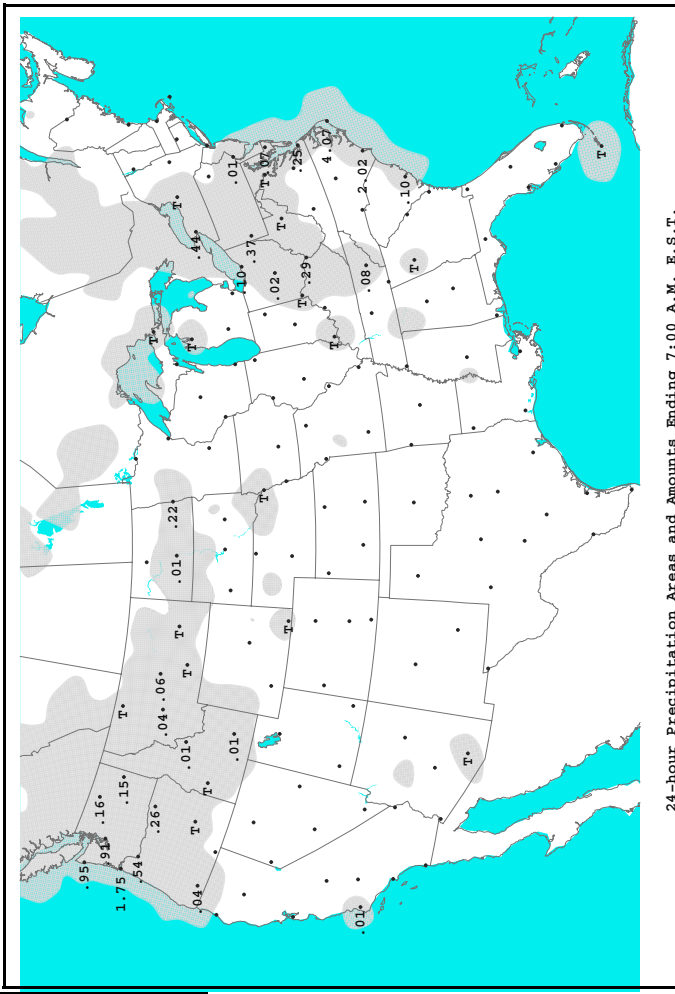 .95
.91
.16
.15
1.75
.54
.26
.04
T
T
.01
.01
T
.04
.06
T
T
.01
.22
T
T
.01
T
T
T
T
.44
.10
.37
.02
T
.29
T
T
.01
.07
T
.25
4.07
2.02
.10
.08
T
T
24-hour Precipitation Areas and Amounts Ending 7:00 A.M. E.S.T.